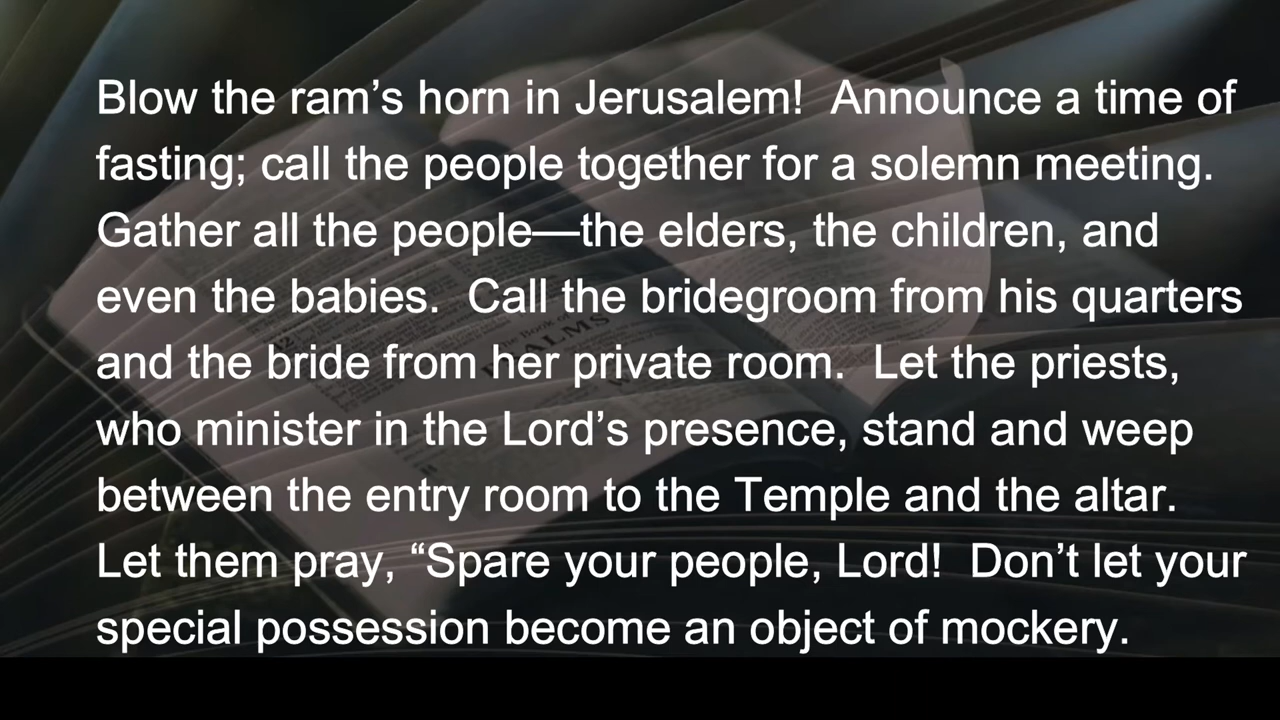 Blow the ram’s horn in Jerusalem!  Announce a time of
fasting; call the people together for a solemn meeting.
Gather all the people—the elders, the children, and
even the babies.  Call the bridegroom from his quarters
and the bride from her private room.  Let the priests,
who minister in the Lord’s presence, stand and weep
between the entry room to the Temple and the altar.
Let them pray, “Spare your people, Lord!  Don’t let your
special possession become an object of mockery.
PSALMS